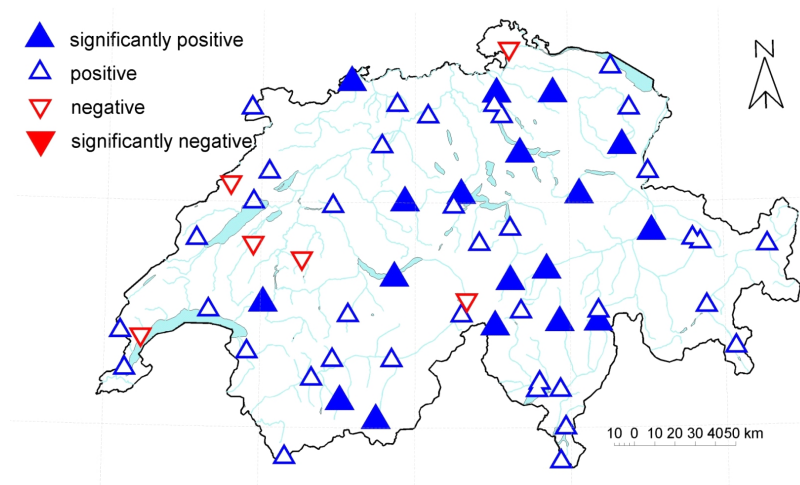 significantly positive
positive
negative
significantly negative
N
10 0 10 20 30 4050 km